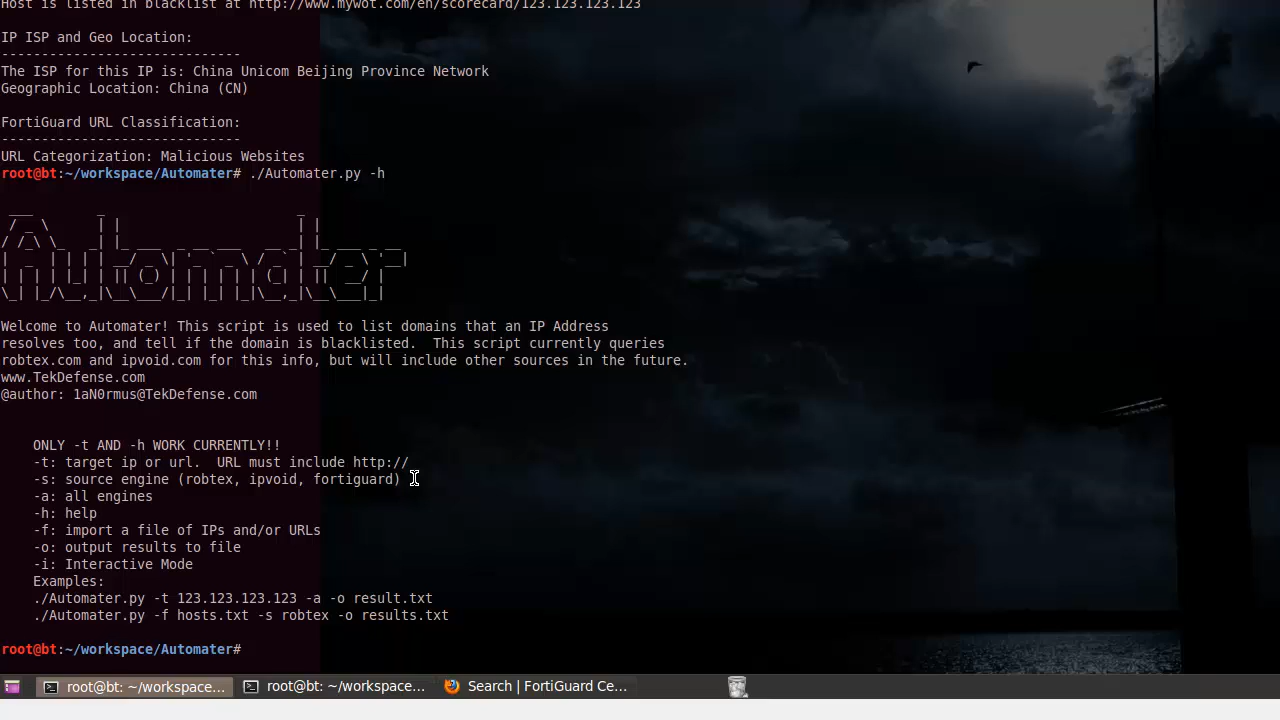 Host is listed in blacklist at http://www.mywot.com/en/scorecard/123.123.123.123
IP ISP and Geo Location:
------------------------------
The ISP for this IP is: China Unicom Beijing Province Network
Geographic Location: China (CN)
FortiGuard URL Classification:
------------------------------
URL Categorization: Malicious Websites
root@bt:~/workspace/Automater# ./Automater.py -h
Automater
Welcome to Automater! This script is used to list domains that an IP Address
resolves too, and tell if the domain is blacklisted.  This script currently queries
robtex.com and ipvoid.com for this info, but will include other sources in the future.
www.TekDefense.com
@author: 1aN0rmus@TekDefense.com
ONLY -t AND -h WORK CURRENTLY!!
-t: target ip or url.  URL must include http://
-s: source engine (robtex, ipvoid, fortiguard)
-a: all engines
-h: help
-f: import a file of IPs and/or URLs
-o: output results to file
-i: Interactive Mode
Examples:
./Automater.py -t 123.123.123.123 -a -o result.txt
./Automater.py -f hosts.txt -s robtex -o results.txt
root@bt:~/workspace/Automater#
root@bt: ~/workspace... root@bt: ~/workspace... Search | FortiGuard Ce...